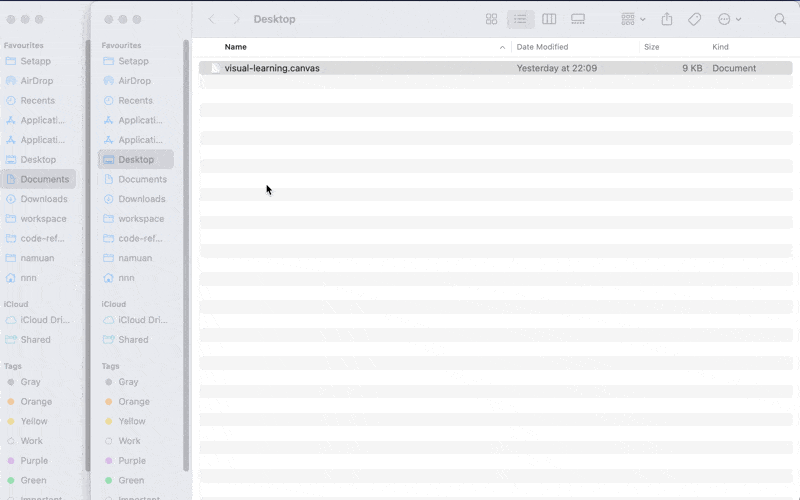 Favourites
Setapp
AirDrop
Recents
Applicati...
Applicati...
Desktop
Documents
Downloads
workspace
code-ref...
namuan
nnn
iCloud
iCloud Dri...
Shared
Tags
Gray
Orange
Yellow
Work
Purple
Green
Important
Favourites
Setapp
AirDrop
Recents
Applicati...
Applicati...
Desktop
Documents
Downloads
workspace
code-ref...
namuan
nnn
iCloud
iCloud Dri...
Shared
Tags
Gray
Orange
Yellow
Work
Purple
Green
Important
Desktop
Name Date Modified Size Kind
visual-learning.canvas Yesterday at 22:09 9 KB Document